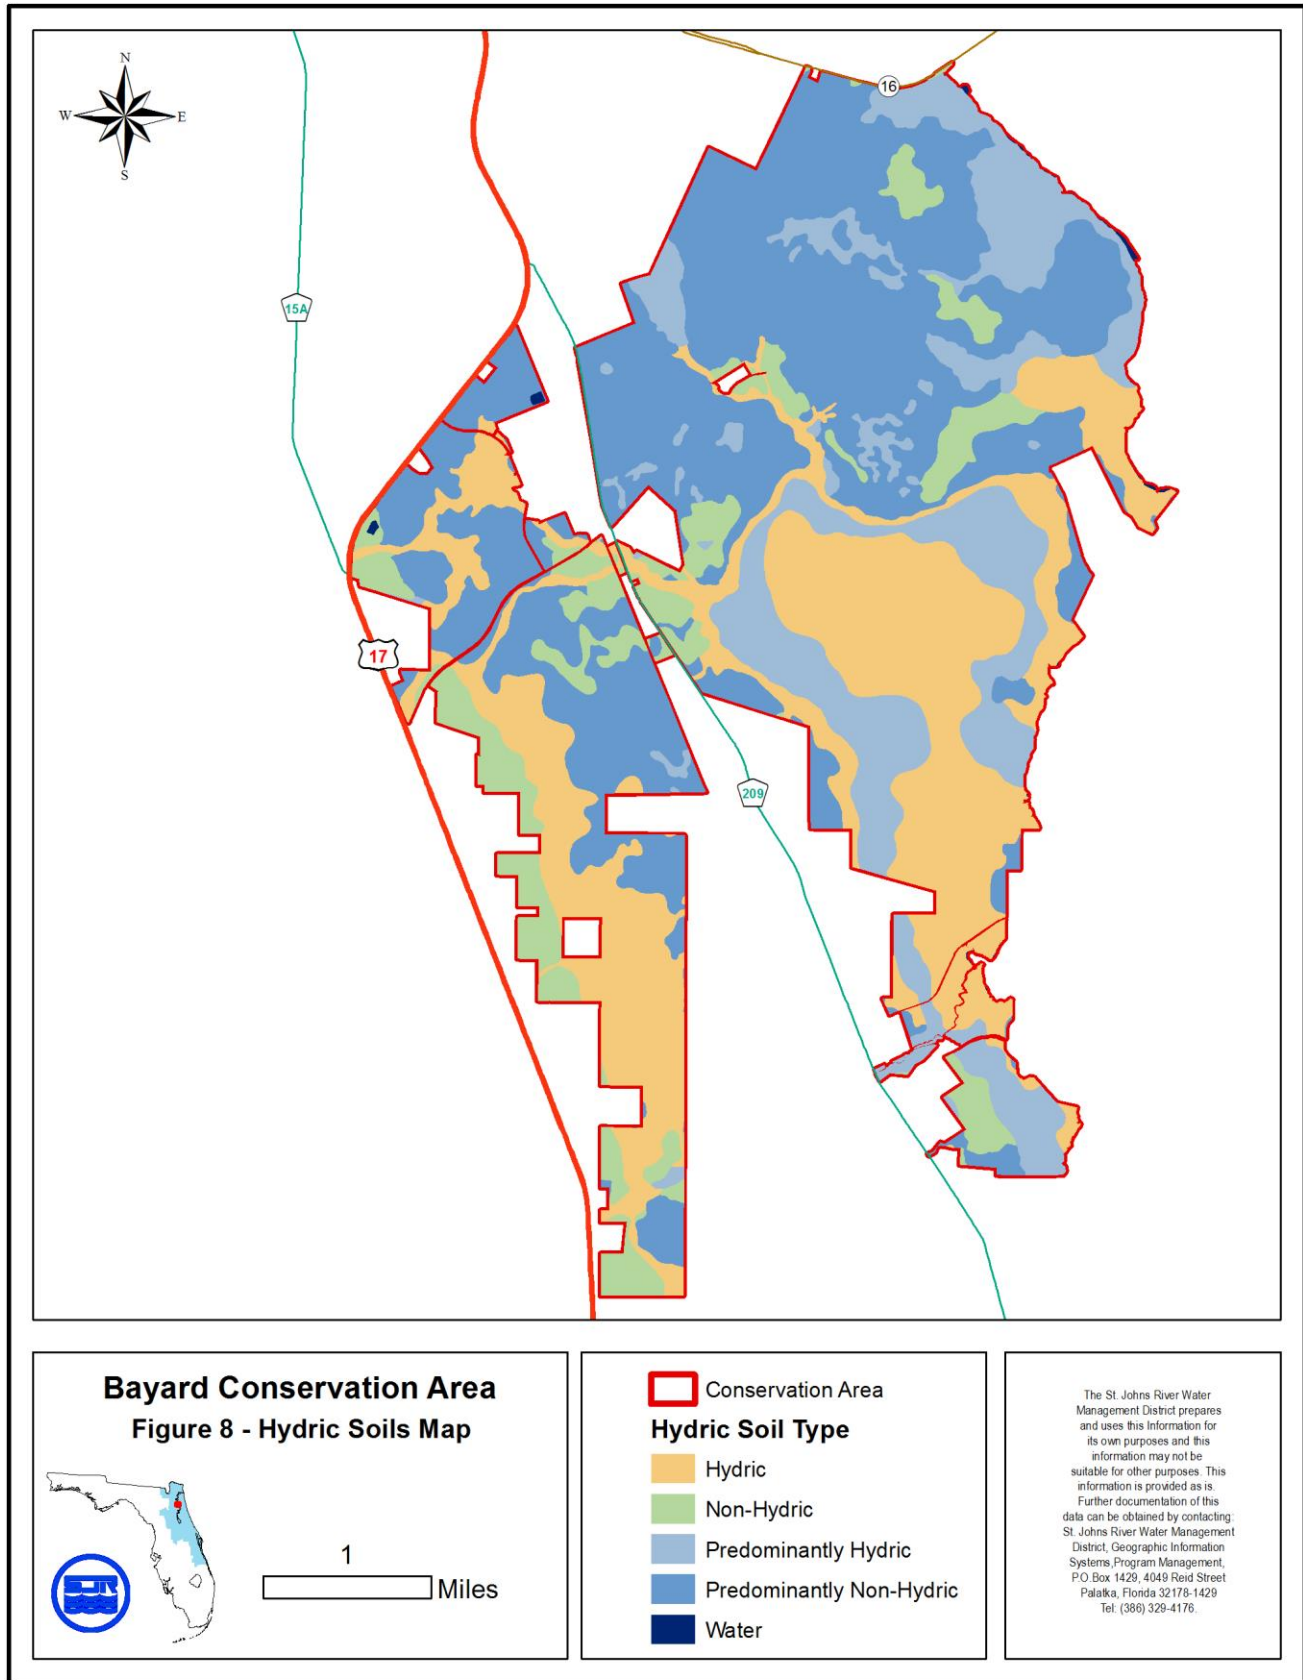 N
W
E
S
16
15A
17
209
Bayard Conservation Area
Figure 8 - Hydric Soils Map
SJR
1
Miles
Conservation Area
Hydric Soil Type
Hydric
Non-Hydric
Predominantly Hydric
Predominantly Non-Hydric
Water
The St. Johns River Water
Management District prepares
and uses this Information for
its own purposes and this
information may not be
suitable for other purposes. This
information is provided as is.
Further documentation of this
data can be obtained by contacting:
St. Johns River Water Management
District, Geographic Information
Systems,Program Management,
P.O.Box 1429, 4049 Reid Street
Palatka, Florida 32178-1429
Tel: (386) 329-4176.